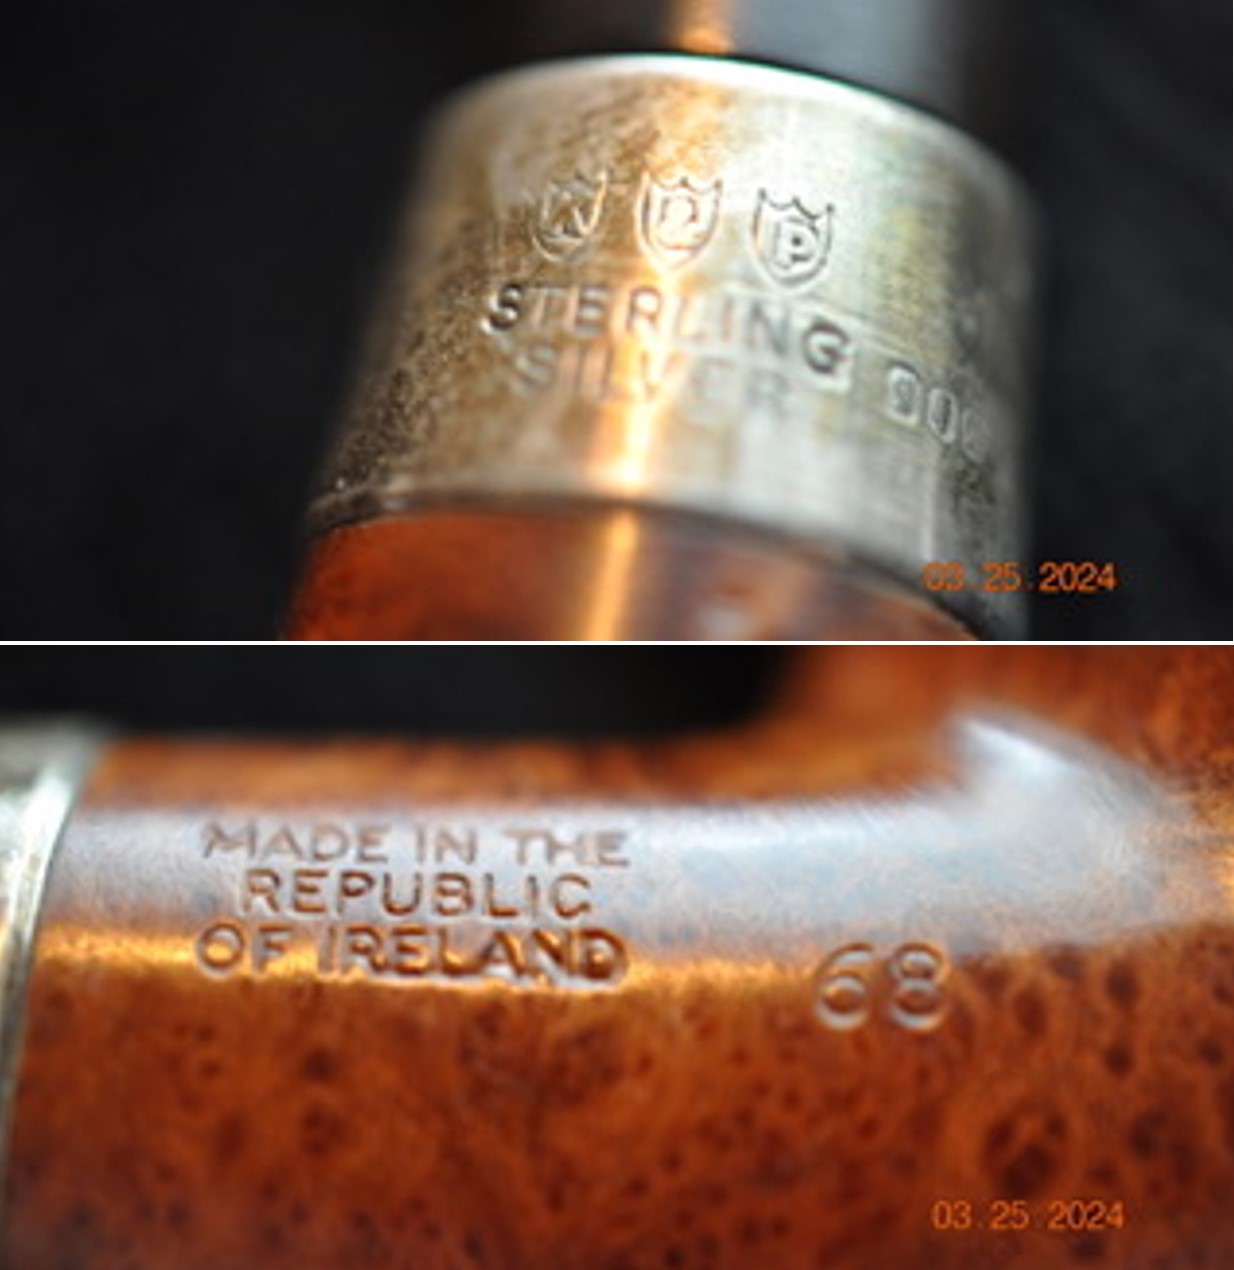 K & P
STERLING
SILVER
03 25 2024
MADE IN THE
REPUBLIC
OF IRELAND
68
03 25 2024